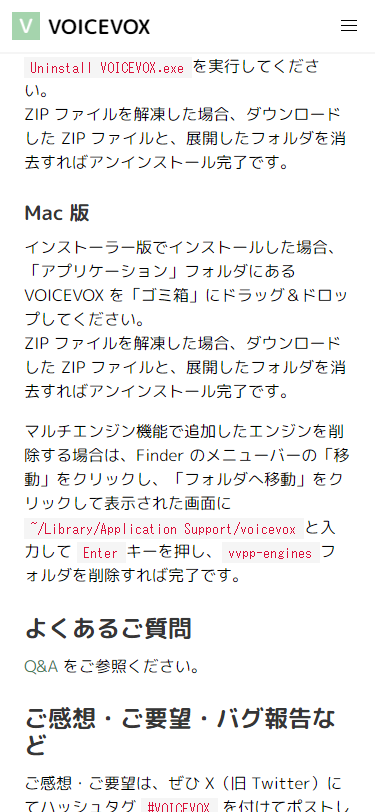 VOICEVOX
Uninstall VOICEVOX.exe を実行してくださ
い。
ZIP ファイルを解凍した場合、ダウンロード
した ZIP ファイルと、展開したフォルダを消
去すればアンインストール完了です。
Mac 版
インストーラー版でインストールした場合、
「アプリケーション」フォルダにある
VOICEVOX を「ゴミ箱」にドラッグ＆ドロッ
プしてください。
ZIP ファイルを解凍した場合、ダウンロード
した ZIP ファイルと、展開したフォルダを消
去すればアンインストール完了です。
マルチエンジン機能で追加したエンジンを削
除する場合は、Finder のメニューバーの「移
動」をクリックし、「フォルダへ移動」をク
リックして表示された画面に
~/Library/Application Support/voicevox と入
力して Enter キーを押し、 vvpp-engines フ
ォルダを削除すれば完了です。
よくあるご質問
Q&A をご参照ください。
ご感想・ご要望・バグ報告な
ど
ご感想・ご要望は、ぜひ X（旧 Twitter）に
てハッシュタグ #VOICEVOX を付けてポストし